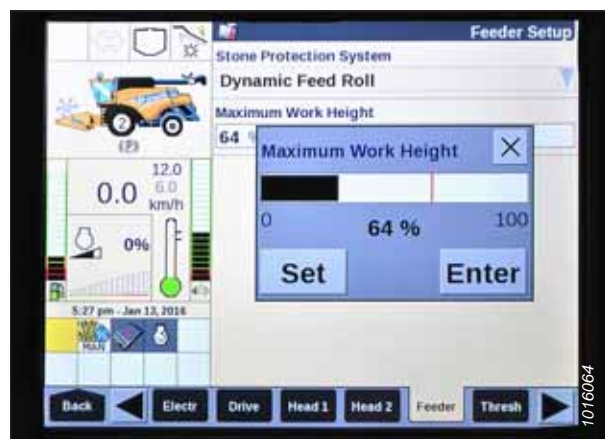 Feeder Setup
Stone Protection System
Dynamic Feed Roll
Maximum Work Height
64 %
Maximum Work Height
0
64 %
100
Set
Enter
2
(P)
12.0
6.0
0.0
km/h
F
0%
5:27 pm - Jan 13, 2016
MAN
Back
Electr
Drive
Head 1
Head 2
Feeder
Thresh
1016064